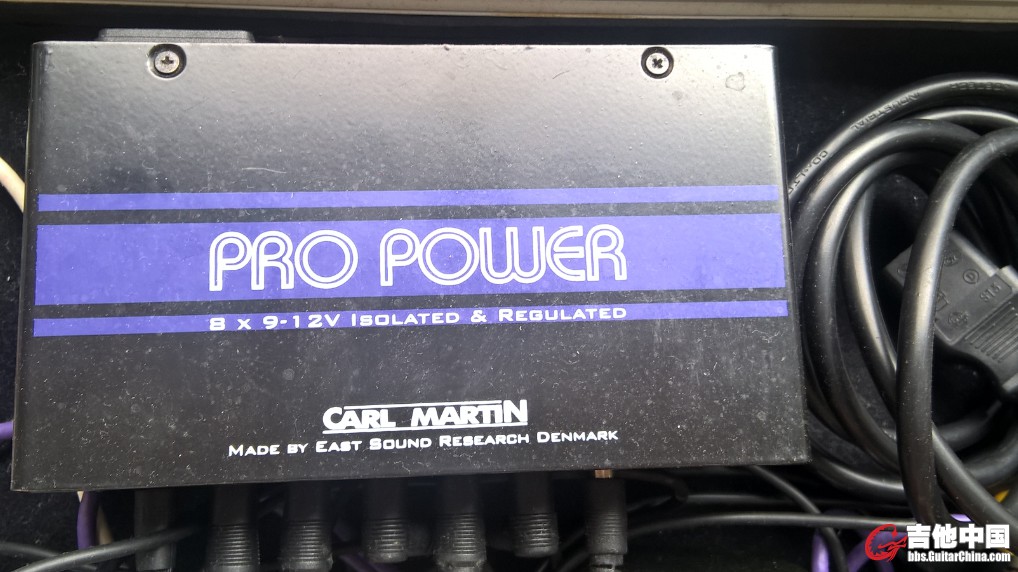 PRO POWER
8 x 9-12V ISOLATED & REGULATED
CARL MARTIN
MADE BY EAST SOUND RESEARCH DENMARK
吉他中国
bbs.GuitarChina.com